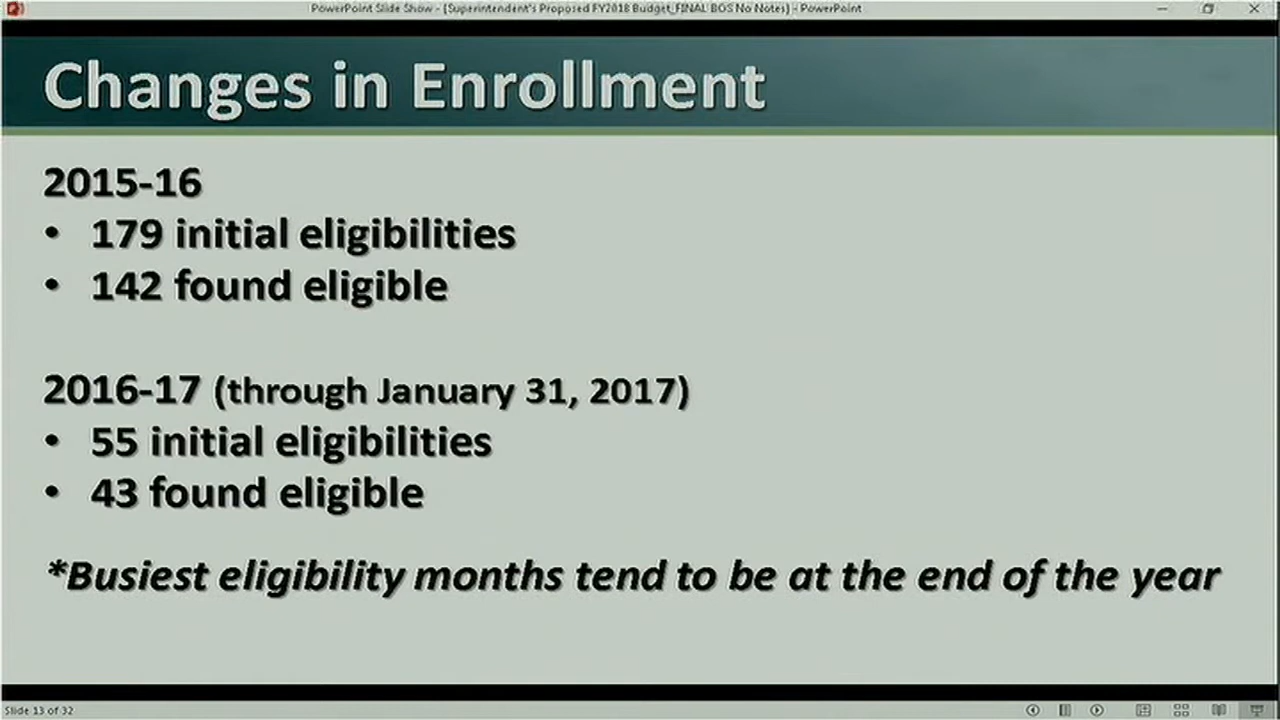 PowerPoint Slide Show - [Superintendent's Proposed FY2018 Budget_FINAL BOS No Notes] - PowerPoint
Changes in Enrollment
2015-16
• 179 initial eligibilities
• 142 found eligible
2016-17 (through January 31, 2017)
• 55 initial eligibilities
• 43 found eligible
*Busiest eligibility months tend to be at the end of the year
Slide 13 of 32